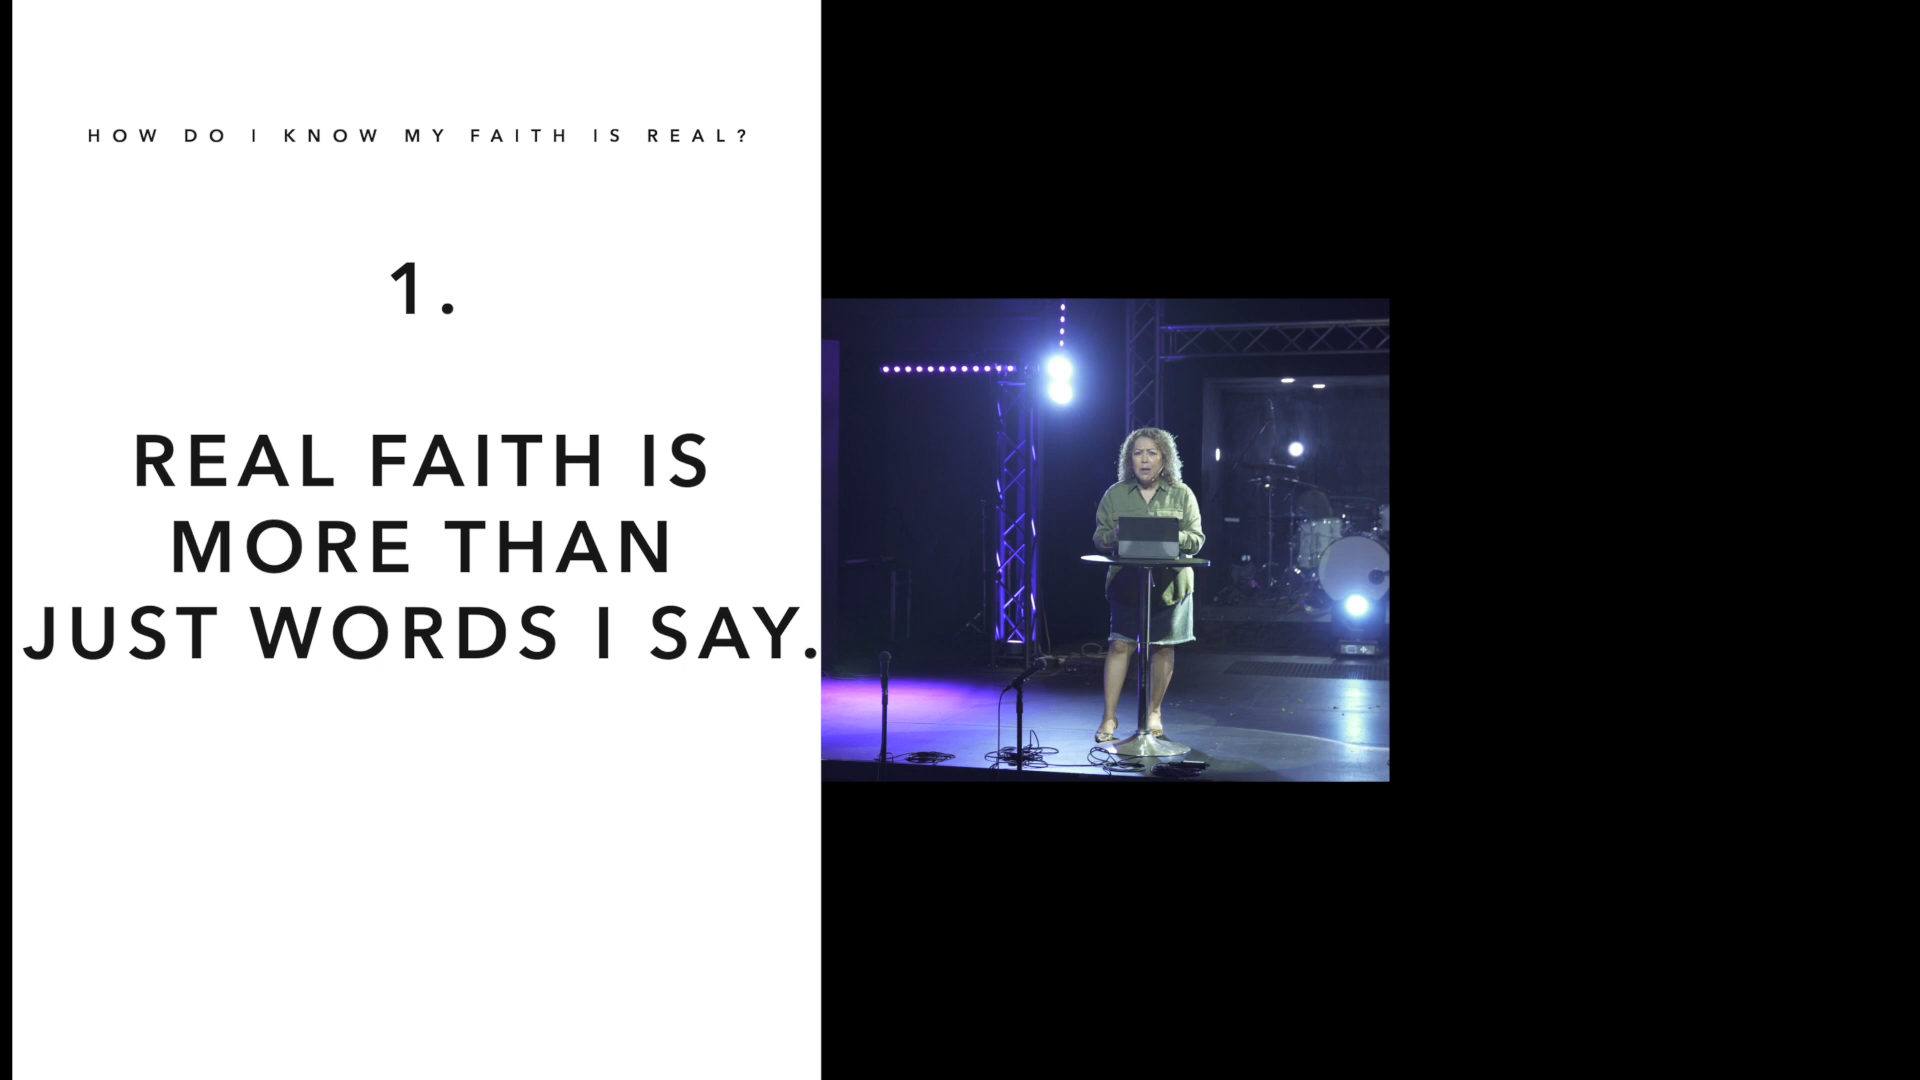 HOW DO I KNOW MY FAITH IS REAL?
1.
REAL FAITH IS
MORE THAN
JUST WORDS I SAY.